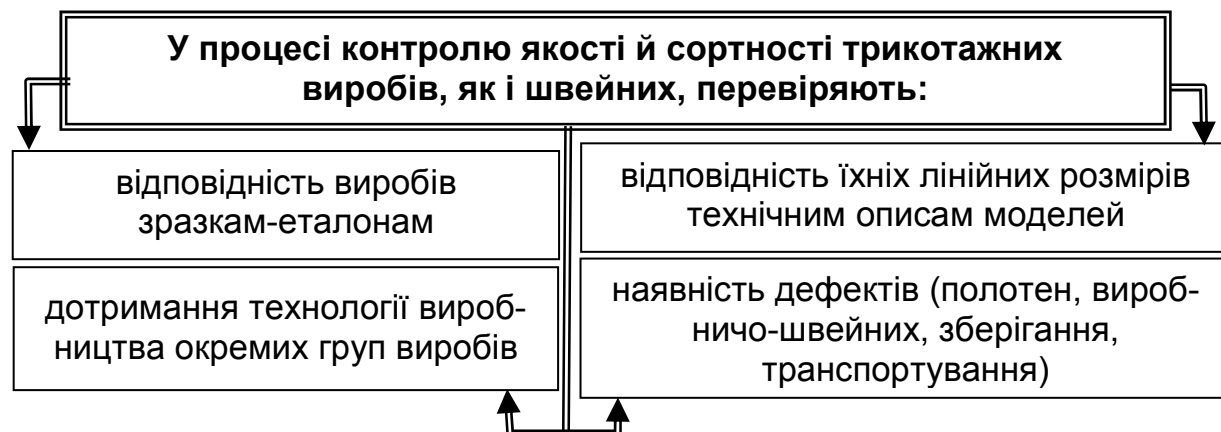 У процесі контролю якості й сортності трикотажних
виробів, як і швейних, перевіряють:
відповідність виробів
зразкам-еталонам
відповідність їхніх лінійних розмірів
технічним описам моделей
дотримання технології вироб-
ництва окремих груп виробів
наявність дефектів (полотен, вироб-
ничо-швейних, зберігання,
транспортування)